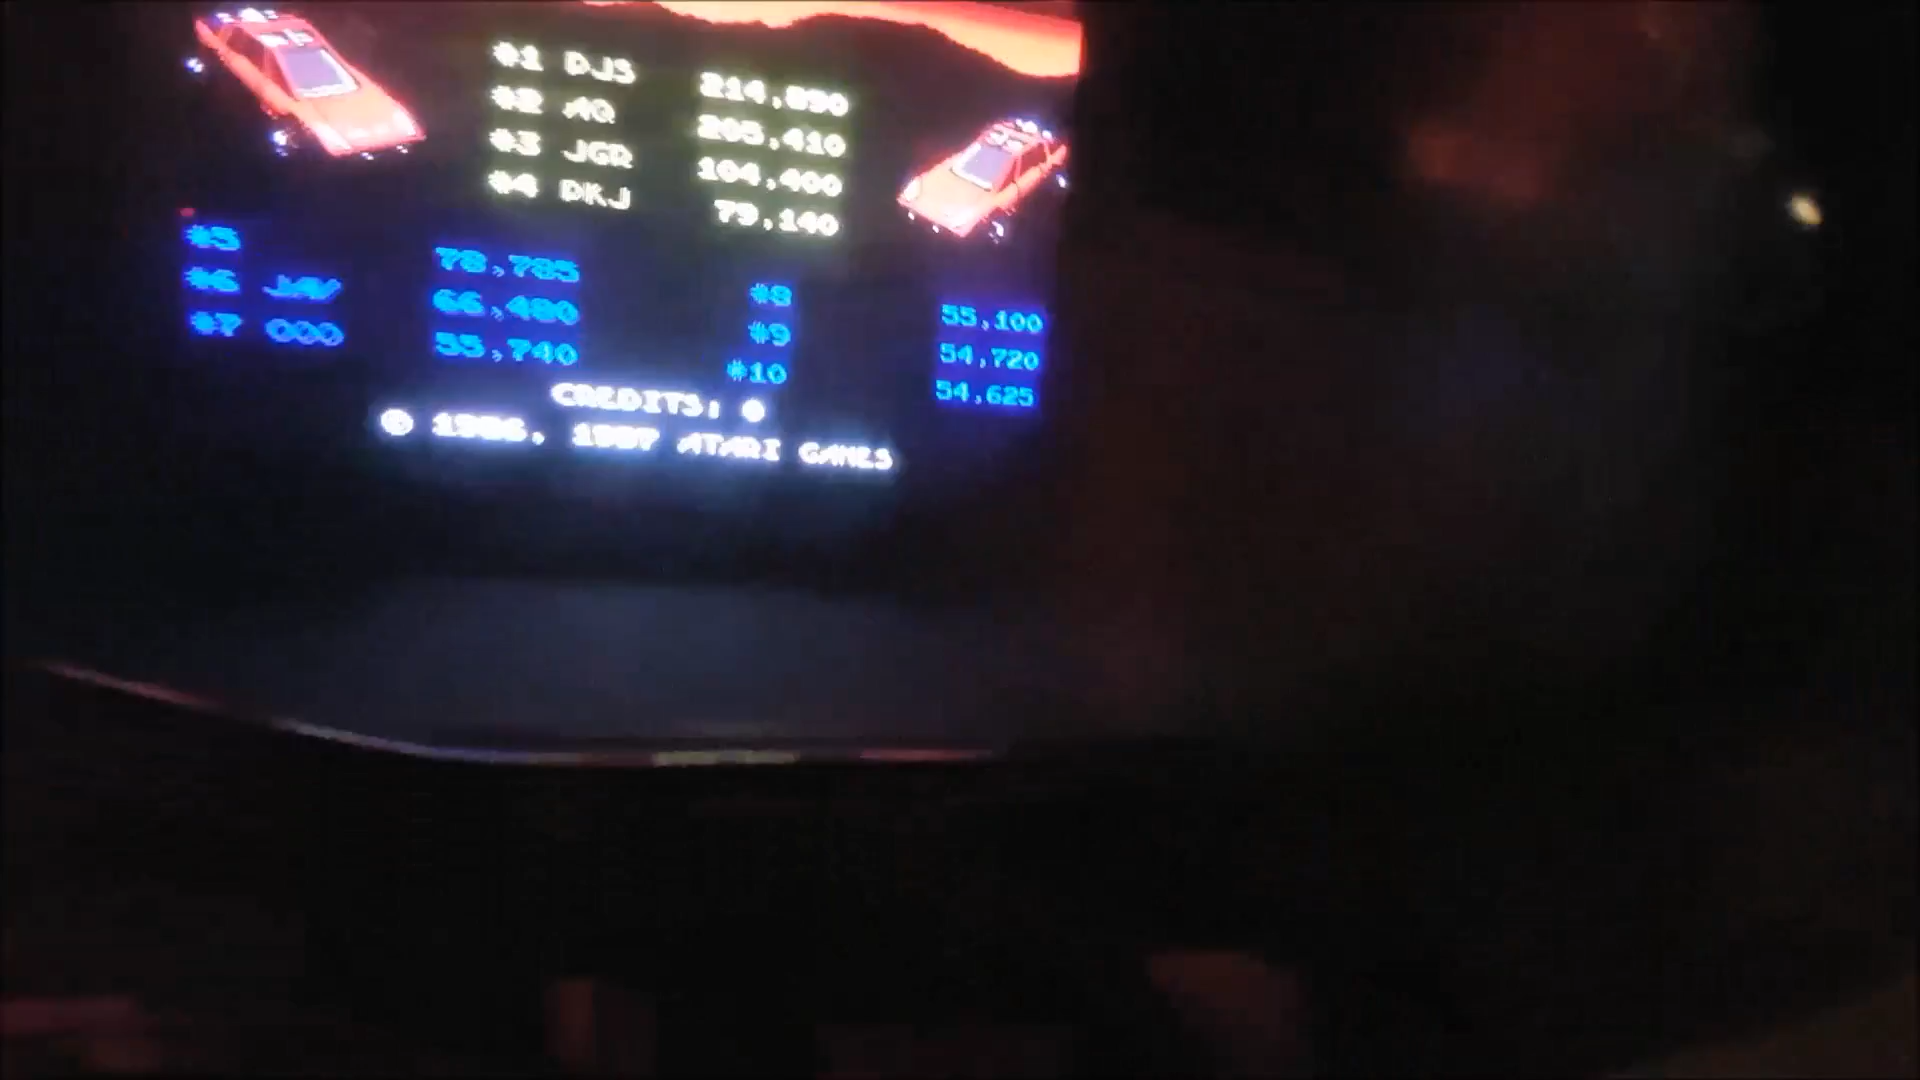 #1 DJS 214,890
#2 AQ 205,410
#3 JGR 104,400
#4 DKJ 79,140
#5 78,785
#6 JAV 66,480
#7 OOO 55,740
#8 55,100
#9 54,720
#10 54,625
CREDITS: 0
© 1986, 1987 ATARI GAMES